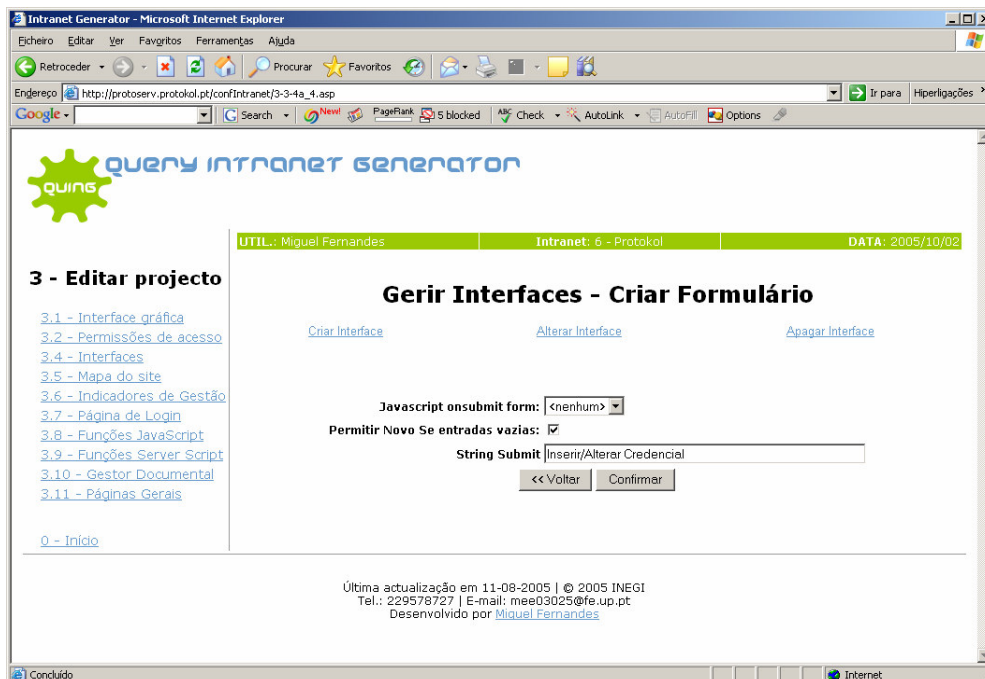 Intranet Generator - Microsoft Internet Explorer
Ficheiro Editar Ver Favoritos Ferramentas Ajuda
Retroceder Procurar Favoritos
Endereço http://protoserv.protokol.pt/confIntranet/3-3-4a_4.asp Ir para Hiperligações »
Google Search New! PageRank 5 blocked ABC Check AutoLink AutoFill Options
QUING
QUERY INTRANET GENERATOR
UTIL.: Miguel Fernandes Intranet: 6 - Protokol DATA: 2005/10/02
3 - Editar projecto
3.1 - Interface gráfica
3.2 - Permissões de acesso
3.4 - Interfaces
3.5 - Mapa do site
3.6 - Indicadores de Gestão
3.7 - Página de Login
3.8 - Funções JavaScript
3.9 - Funções Server Script
3.10 - Gestor Documental
3.11 - Páginas Gerais
0 - Início
Gerir Interfaces - Criar Formulário
Criar Interface Alterar Interface Apagar Interface
Javascript onsubmit form: <nenhum>
Permitir Novo Se entradas vazias:
String Submit Inserir/Alterar Credencial
<< Voltar Confirmar
Última actualização em 11-08-2005 | © 2005 INEGI
Tel.: 229578727 | E-mail: mee03025@fe.up.pt
Desenvolvido por Miguel Fernandes
Concluído Internet